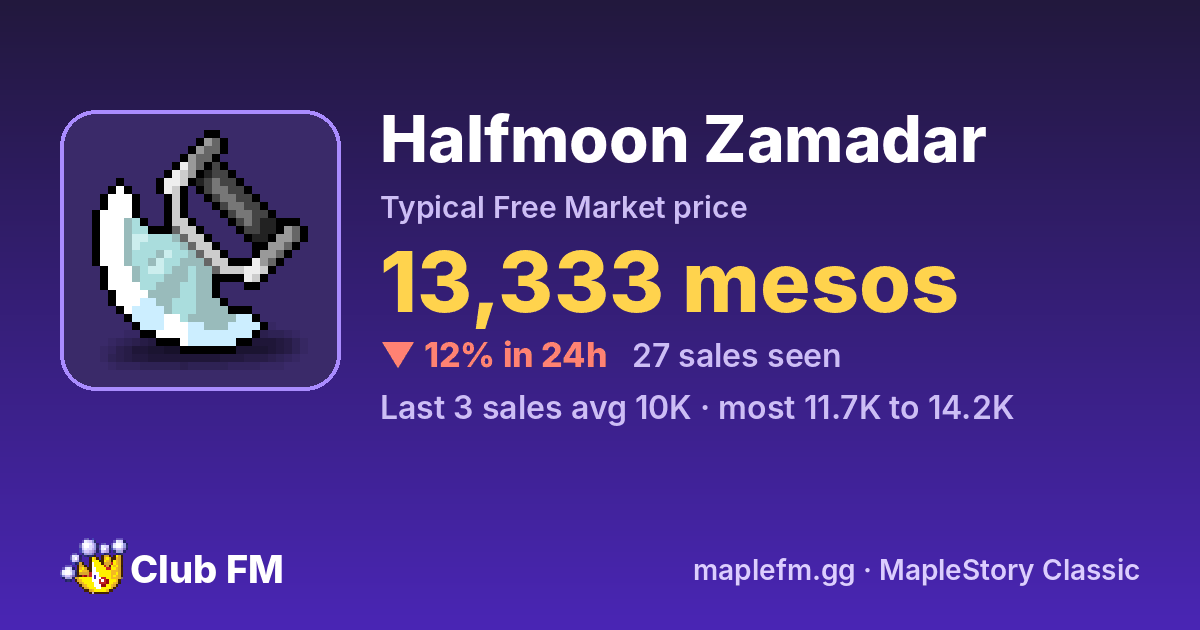 Halfmoon Zamadar
Typical Free Market price
13,333 mesos
▼ 12% in 24h 27 sales seen
Last 3 sales avg 10K · most 11.7K to 14.2K
Club FM
maplefm.gg · MapleStory Classic